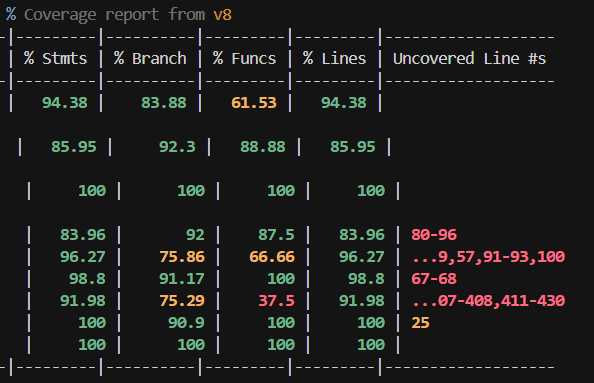 % Coverage report from v8
-|---------|----------|---------|---------|-------------------
| % Stmts | % Branch | % Funcs | % Lines | Uncovered Line #s
-|---------|----------|---------|---------|-------------------
| 94.38 | 83.88 | 61.53 | 94.38 |
| 85.95 | 92.3 | 88.88 | 85.95 |
| 100 | 100 | 100 | 100 |
| 83.96 | 92 | 87.5 | 83.96 | 80-96
| 96.27 | 75.86 | 66.66 | 96.27 | ...9,57,91-93,100
| 98.8 | 91.17 | 100 | 98.8 | 67-68
| 91.98 | 75.29 | 37.5 | 91.98 | ...07-408,411-430
| 100 | 90.9 | 100 | 100 | 25
| 100 | 100 | 100 | 100 |
-|---------|----------|---------|---------|-------------------